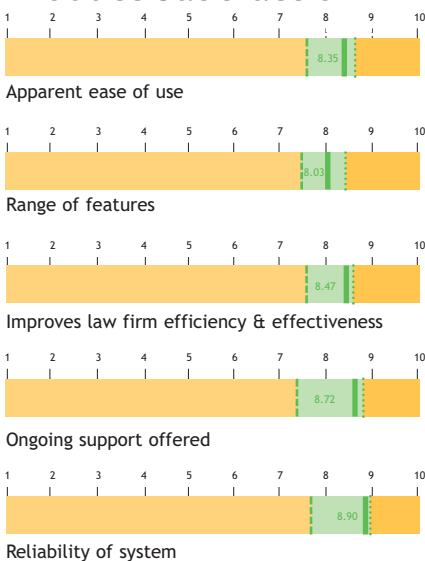 1 2 3 4 5 6 7 8 9 10
8.35
Apparent ease of use
1 2 3 4 5 6 7 8 9 10
8.03
Range of features
1 2 3 4 5 6 7 8 9 10
8.47
Improves law firm efficiency & effectiveness
1 2 3 4 5 6 7 8 9 10
8.72
Ongoing support offered
1 2 3 4 5 6 7 8 9 10
8.90
Reliability of system